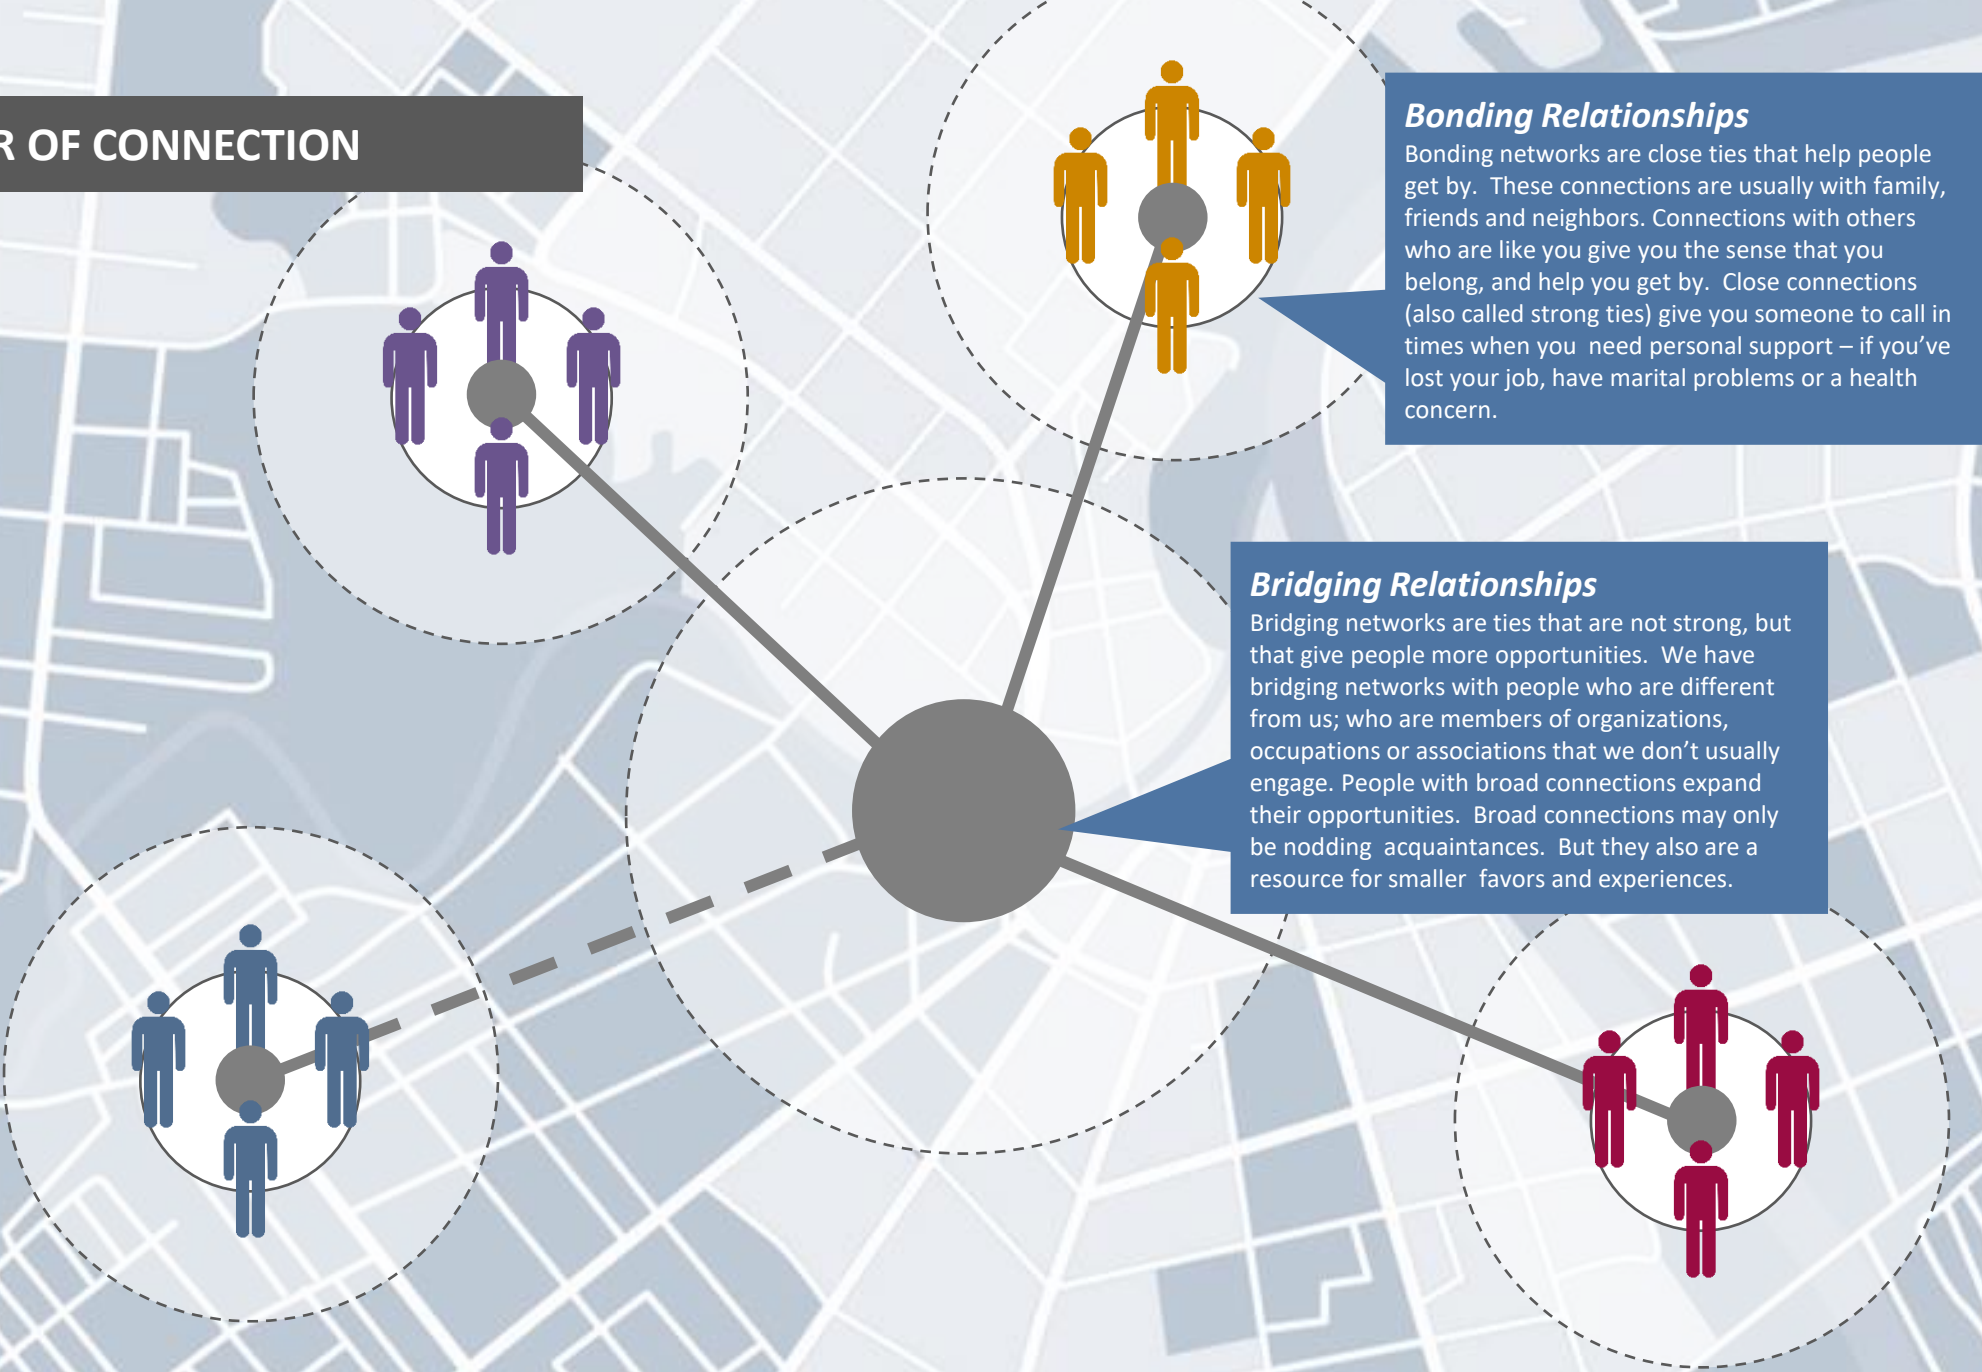 R OF CONNECTION
Bonding Relationships
Bonding networks are close ties that help people
get by.  These connections are usually with family,
friends and neighbors. Connections with others
who are like you give you the sense that you
belong, and help you get by.  Close connections
(also called strong ties) give you someone to call in
times when you  need personal support – if you’ve
lost your job, have marital problems or a health
concern.
Bridging Relationships
Bridging networks are ties that are not strong, but
that give people more opportunities.  We have
bridging networks with people who are different
from us; who are members of organizations,
occupations or associations that we don’t usually
engage. People with broad connections expand
their opportunities.  Broad connections may only
be nodding  acquaintances.  But they also are a
resource for smaller  favors and experiences.